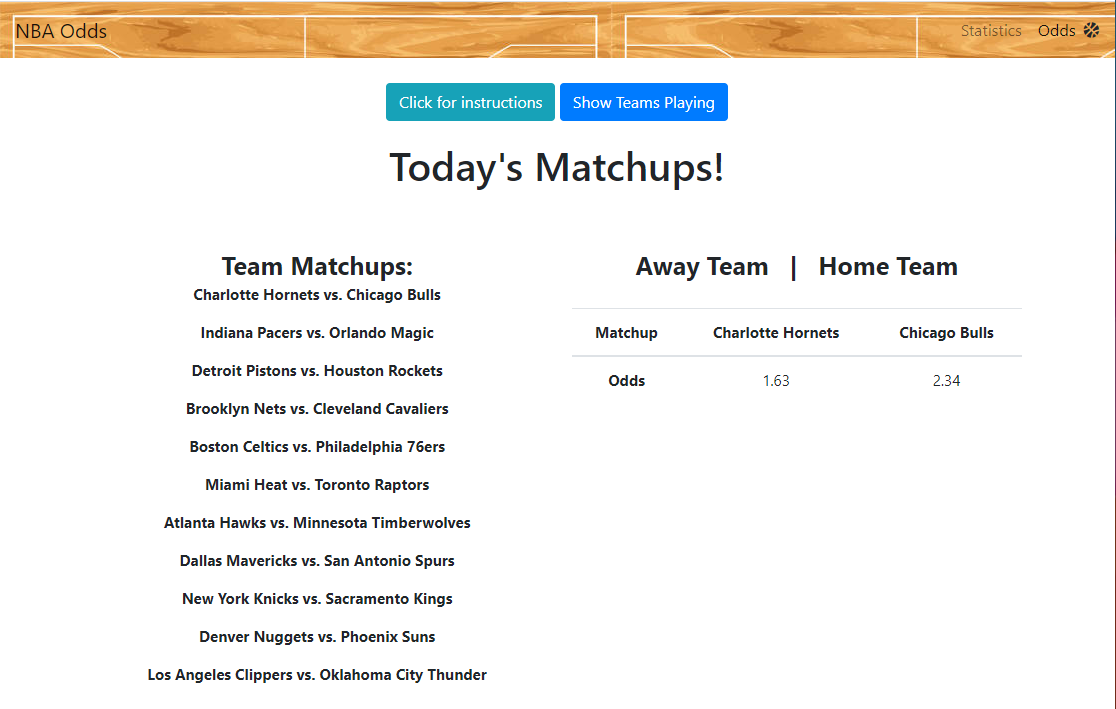 NBA Odds
Statistics Odds
Click for instructions Show Teams Playing
Today's Matchups!
Team Matchups:
Charlotte Hornets vs. Chicago Bulls
Indiana Pacers vs. Orlando Magic
Detroit Pistons vs. Houston Rockets
Brooklyn Nets vs. Cleveland Cavaliers
Boston Celtics vs. Philadelphia 76ers
Miami Heat vs. Toronto Raptors
Atlanta Hawks vs. Minnesota Timberwolves
Dallas Mavericks vs. San Antonio Spurs
New York Knicks vs. Sacramento Kings
Denver Nuggets vs. Phoenix Suns
Los Angeles Clippers vs. Oklahoma City Thunder
Away Team | Home Team
Matchup Charlotte Hornets Chicago Bulls
Odds 1.63 2.34